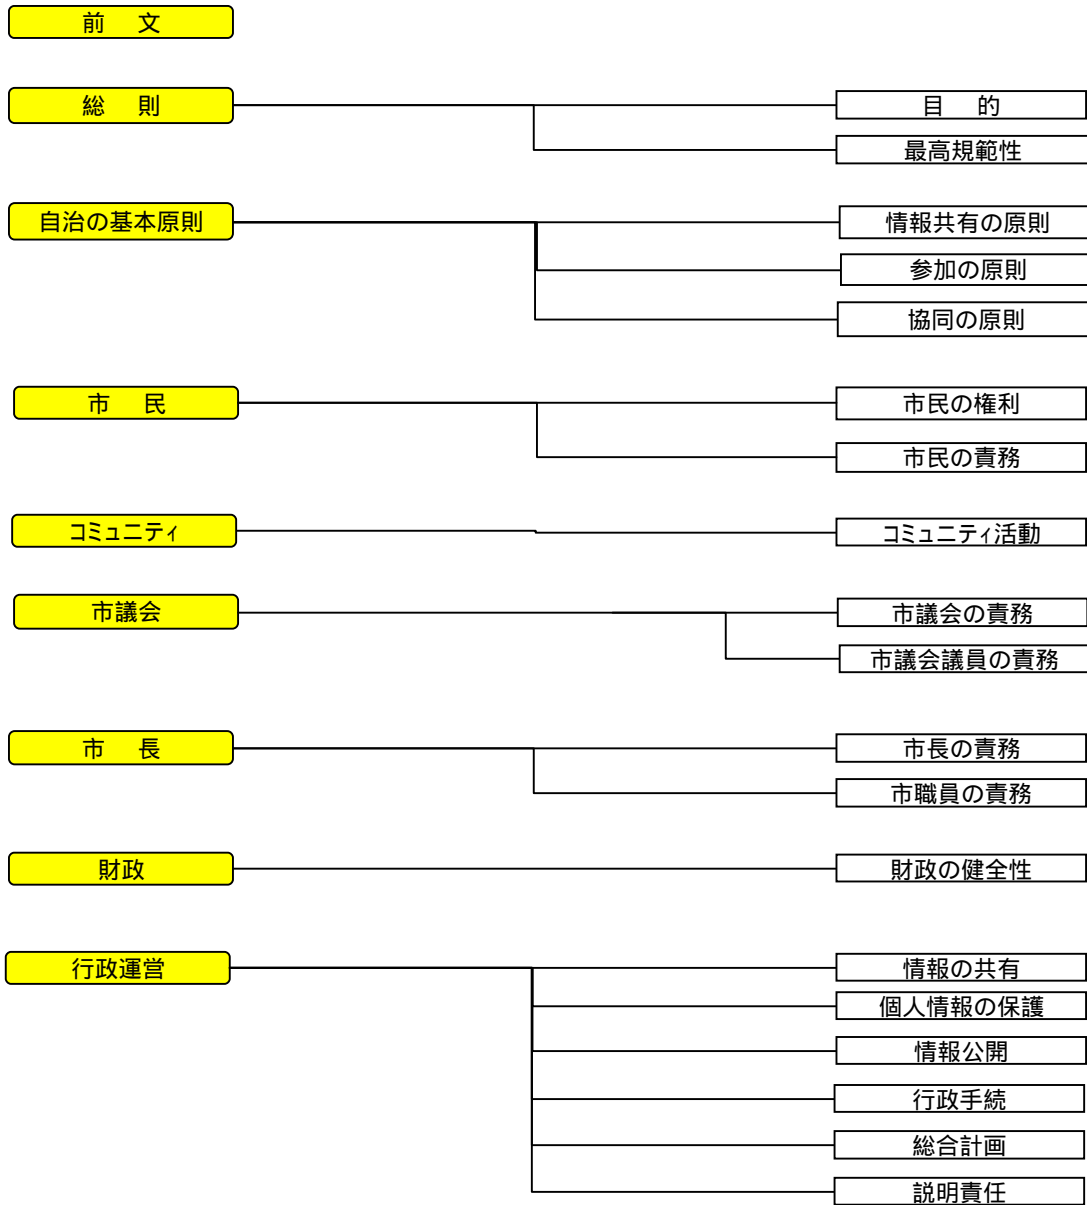 前 文
総 則
目 的
最高規範性
自治の基本原則
情報共有の原則
参加の原則
協同の原則
市 民
市民の権利
市民の責務
コミュニティ
コミュニティ活動
市議会
市議会の責務
市議会議員の責務
市 長
市長の責務
市職員の責務
財政
財政の健全性
行政運営
情報の共有
個人情報の保護
情報公開
行政手続
総合計画
説明責任